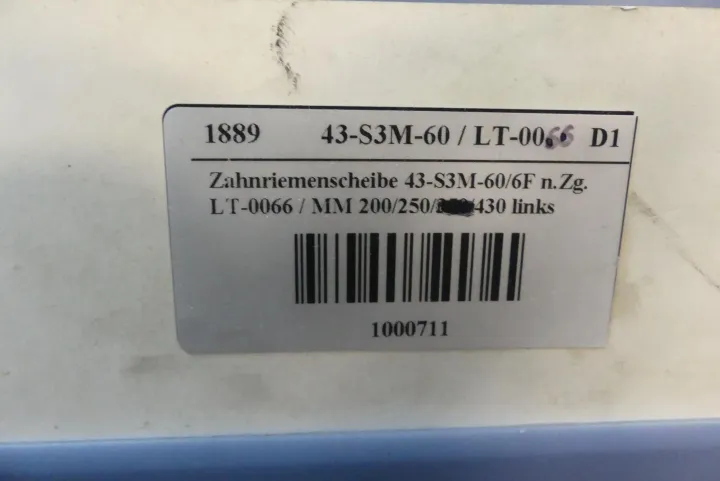 1889 43-S3M-60 / LT-0066 D1
Zahnriemenscheibe 43-S3M-60/6F n.Zg.
LT-0066 / MM 200/250/ /430 links
1000711